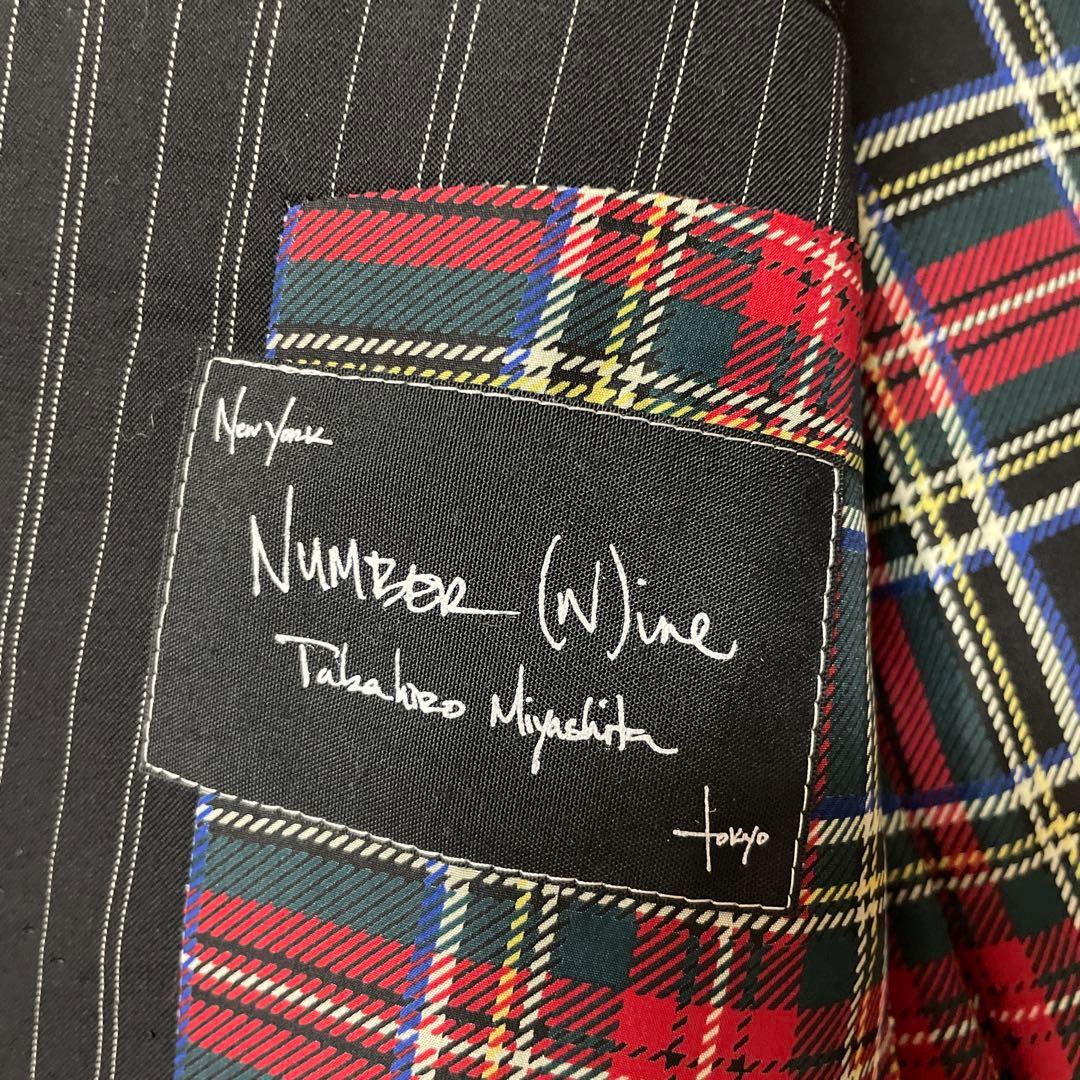 New York
NUMBER (N)ine
Takahiro Miyashita
tokyo